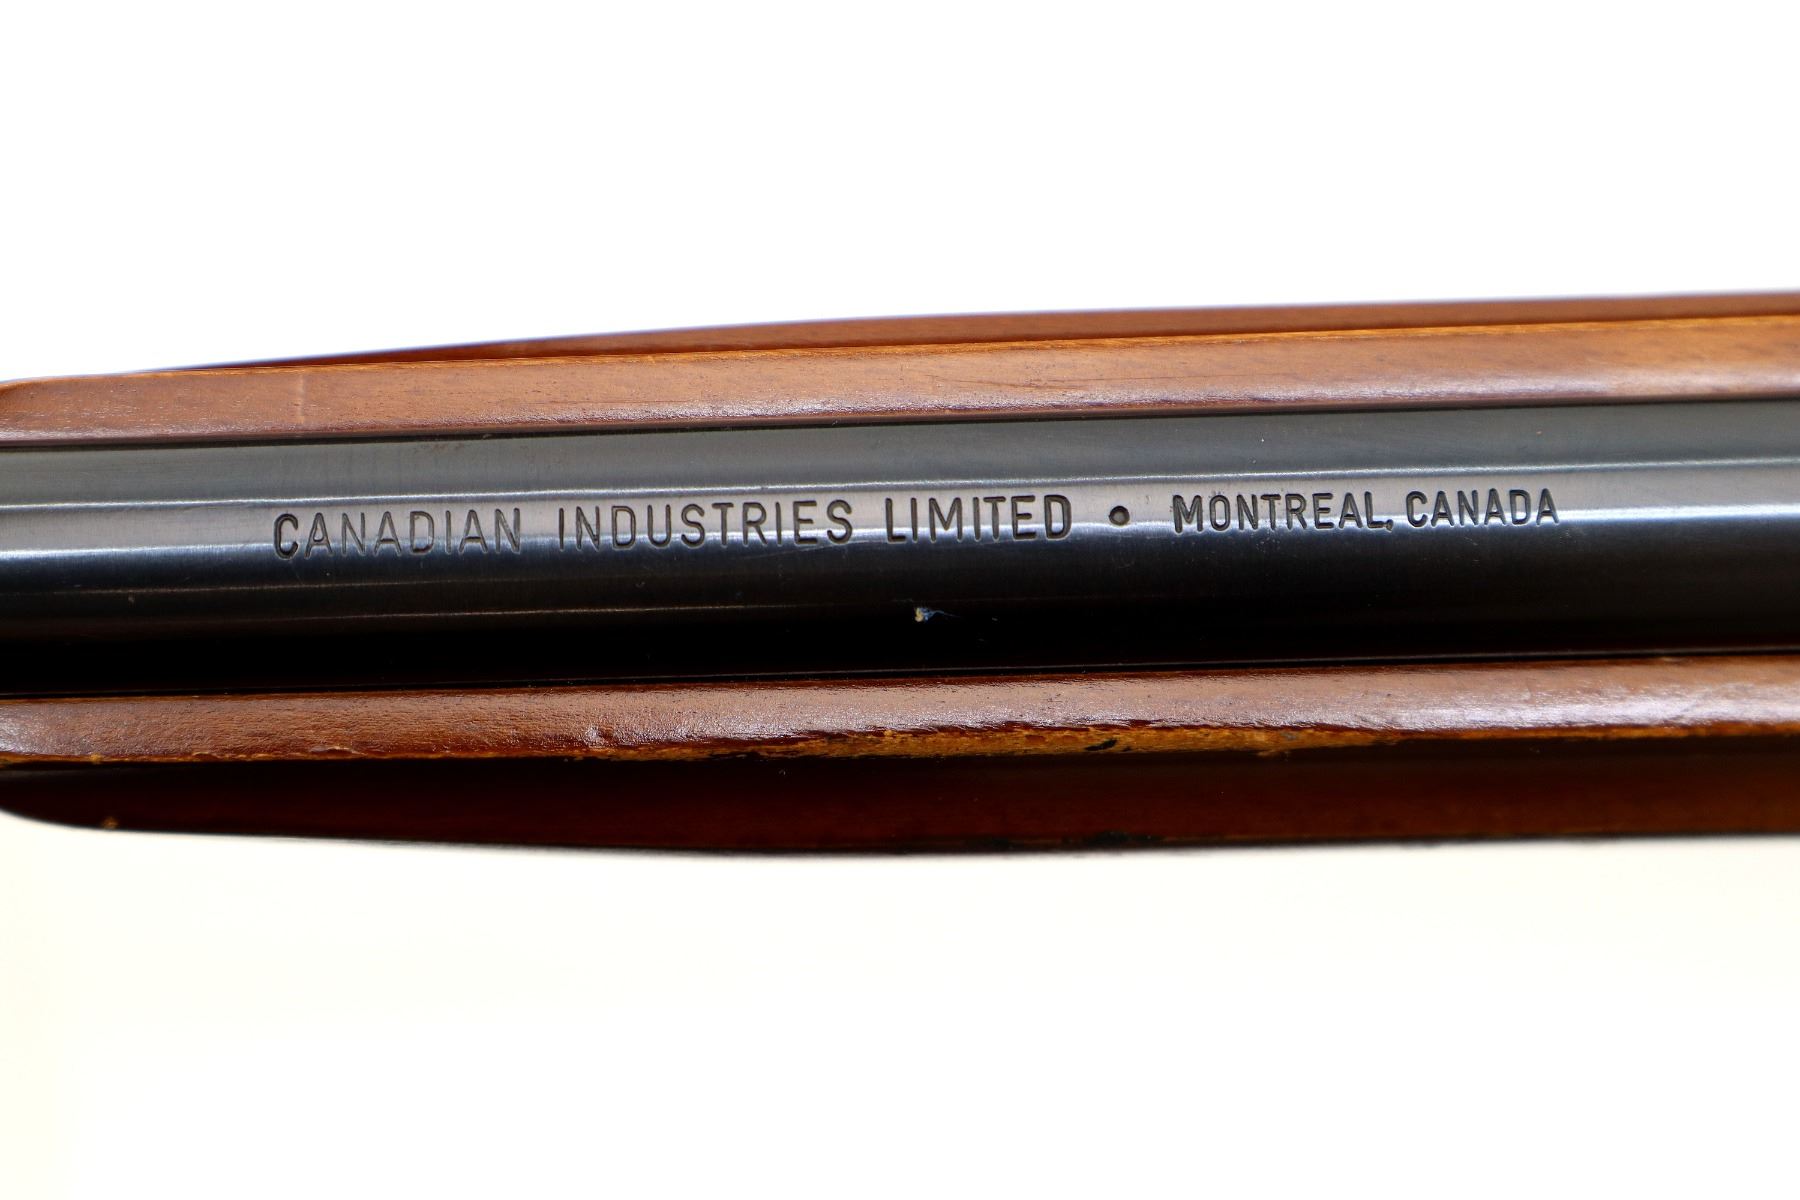 CANADIAN INDUSTRIES LIMITED • MONTREAL, CANADA